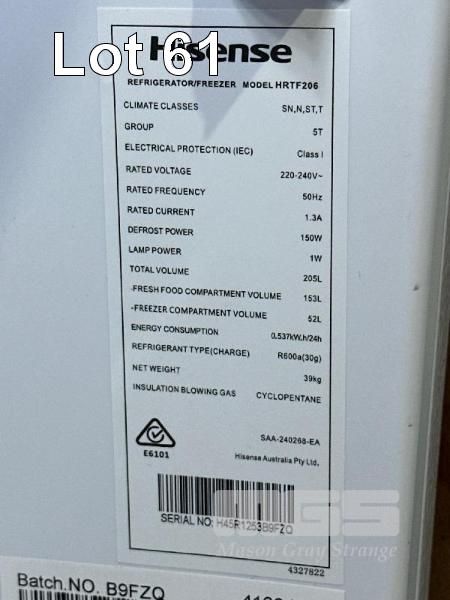 Lot 61
Hisense
REFRIGERATOR/FREEZER MODEL HRTF206
CLIMATE CLASSES SN,N,ST,T
GROUP 5T
ELECTRICAL PROTECTION (IEC) Class I
RATED VOLTAGE 220-240V~
RATED FREQUENCY 50Hz
RATED CURRENT 1.3A
DEFROST POWER 150W
LAMP POWER 1W
TOTAL VOLUME 205L
-FRESH FOOD COMPARTMENT VOLUME 153L
-FREEZER COMPARTMENT VOLUME 52L
ENERGY CONSUMPTION 0.537kW.h/24h
REFRIGERANT TYPE(CHARGE) R600a(30g)
NET WEIGHT 39kg
INSULATION BLOWING GAS CYCLOPENTANE
SAA-240268-EA
E6101
Hisense Australia Pty Ltd.
SERIAL NO: H45R1253B9FZQ
MGS
Mason Gray Strange
4327822
Batch.NO. B9FZQ